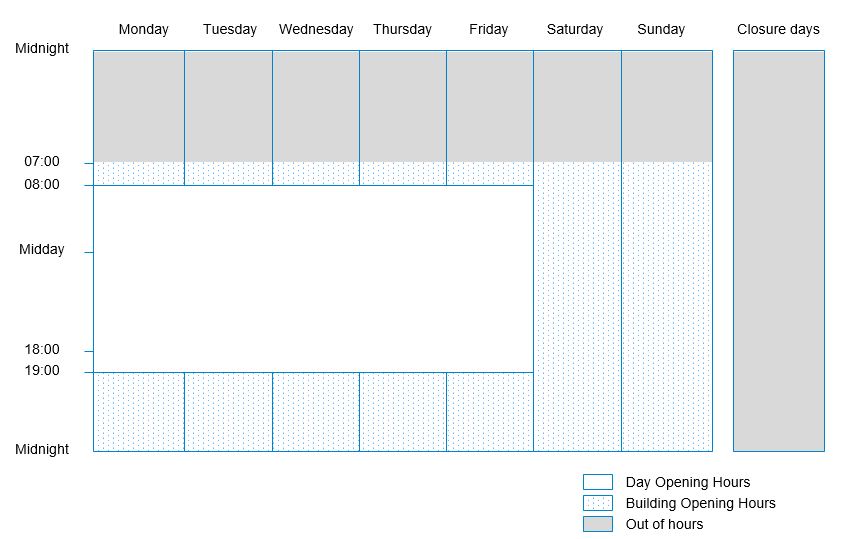 Monday Tuesday Wednesday Thursday Friday Saturday Sunday Closure days
Midnight
07:00
08:00
Midday
18:00
19:00
Midnight
Day Opening Hours
Building Opening Hours
Out of hours